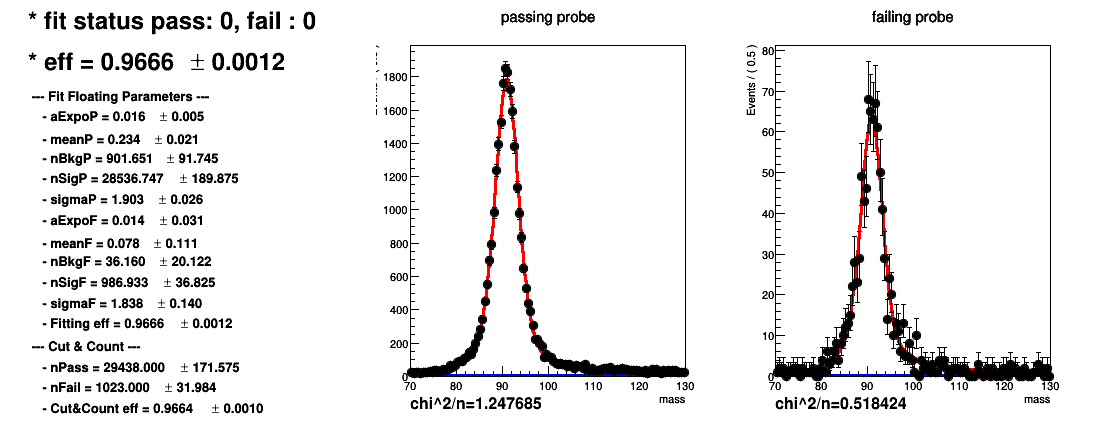 * fit status pass: 0, fail : 0
* eff = 0.9666 ± 0.0012
--- Fit Floating Parameters ---
- aExpoP = 0.016 ± 0.005
- meanP = 0.234 ± 0.021
- nBkgP = 901.651 ± 91.745
- nSigP = 28536.747 ± 189.875
- sigmaP = 1.903 ± 0.026
- aExpoF = 0.014 ± 0.031
- meanF = 0.078 ± 0.111
- nBkgF = 36.160 ± 20.122
- nSigF = 986.933 ± 36.825
- sigmaF = 1.838 ± 0.140
- Fitting eff = 0.9666 ± 0.0012
--- Cut & Count ---
- nPass = 29438.000 ± 171.575
- nFail = 1023.000 ± 31.984
- Cut&Count eff = 0.9664 ± 0.0010
passing probe
1800
1600
1400
1200
1000
800
600
400
200
0
70 80 90 100 110 120 130
mass
chi^2/n=1.247685
failing probe
Events / ( 0.5 )
80
70
60
50
40
30
20
10
0
70 80 90 100 110 120 130
mass
chi^2/n=0.518424